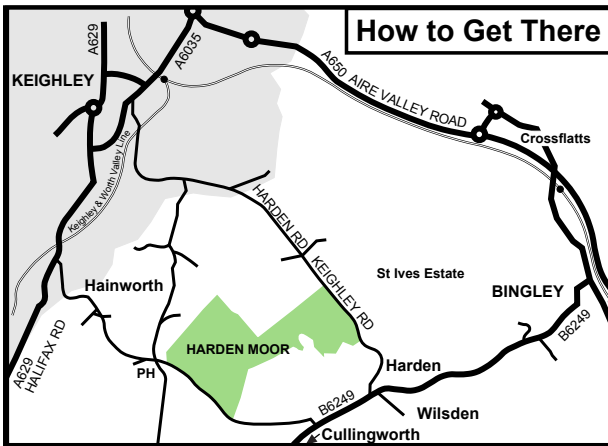 How to Get There
A629
A6035
KEIGHLEY
A650 AIRE VALLEY ROAD
Crossflatts
Keighley & Worth Valley Line
HARDEN RD
KEIGHLEY RD
St Ives Estate
Hainworth
BINGLEY
HARDEN MOOR
A629
HALIFAX RD
PH
Harden
B6249
B6249
Wilsden
Cullingworth